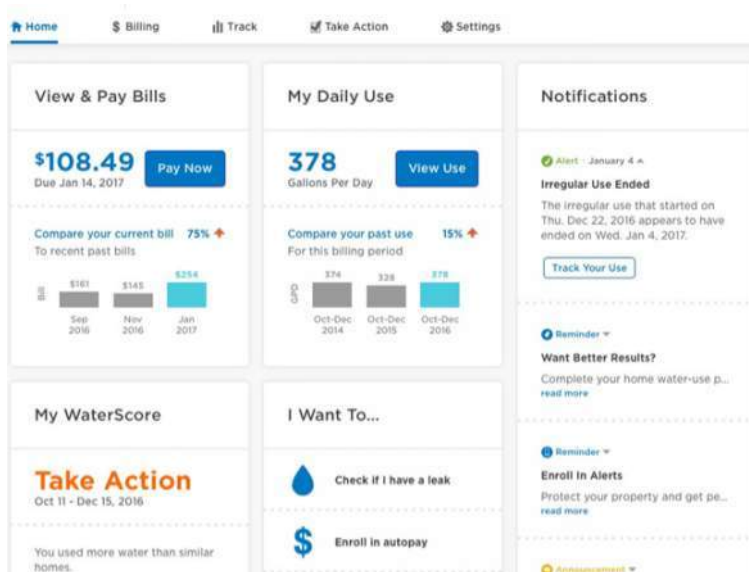 Home
$ Billing
Track
Take Action
Settings
View & Pay Bills
$108.49
Due Jan 14, 2017
Pay Now
Compare your current bill 75%
To recent past bills
Bill
$161
$145
$254
Sep
2016
Nov
2016
Jan
2017
My Daily Use
378
Gallons Per Day
View Use
Compare your past use 15%
For this billing period
GPD
374
328
378
Oct-Dec
2014
Oct-Dec
2015
Oct-Dec
2016
Notifications
Alert · January 4
Irregular Use Ended
The irregular use that started on
Thu. Dec 22, 2016 appears to have
ended on Wed. Jan 4, 2017.
Track Your Use
Reminder
Want Better Results?
Complete your home water-use p...
read more
Reminder
Enroll In Alerts
Protect your property and get pe...
read more
Announcement
My WaterScore
Take Action
Oct 11 - Dec 15, 2016
You used more water than similar
homes.
I Want To...
Check if I have a leak
$
Enroll in autopay